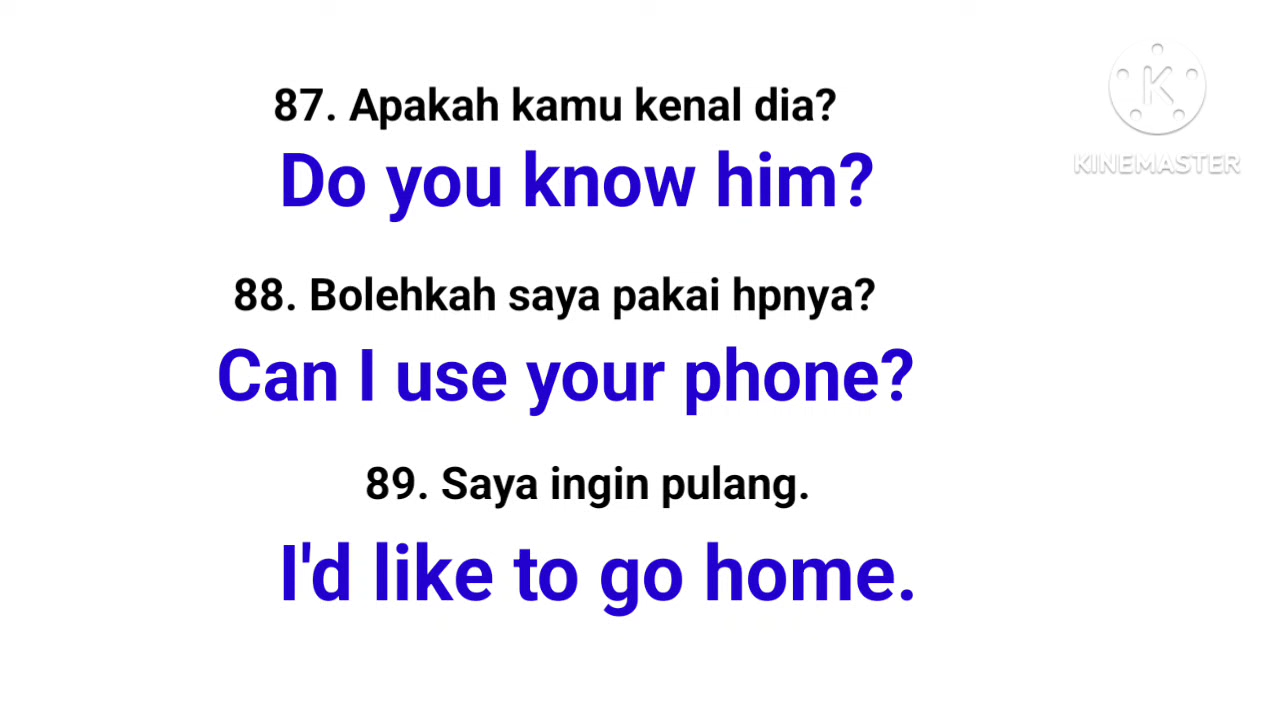 87. Apakah kamu kenal dia?
Do you know him?
88. Bolehkah saya pakai hpnya?
Can I use your phone?
89. Saya ingin pulang.
I'd like to go home.
K
KINEMASTER